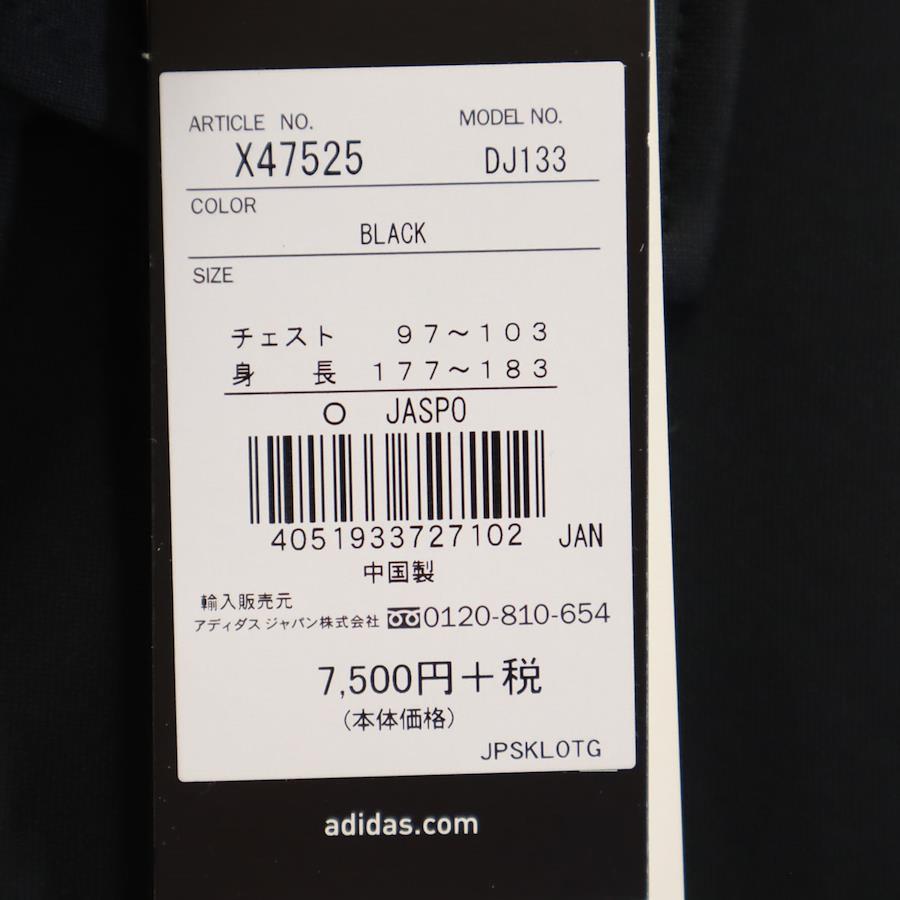 ARTICLE NO. MODEL NO.
X47525 DJ133
COLOR
BLACK
SIZE
チェスト 97～103
身長 177～183
O JASPO
4051933727102 JAN
中国製
輸入販売元
アディダス ジャパン株式会社 0120-810-654
7,500円＋税
(本体価格)
JPSKLOTG
adidas.com